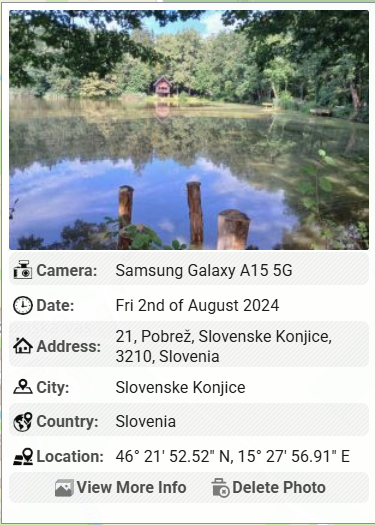 Camera: Samsung Galaxy A15 5G
Date: Fri 2nd of August 2024
Address: 21, Pobrež, Slovenske Konjice,
3210, Slovenia
City: Slovenske Konjice
Country: Slovenia
Location: 46° 21' 52.52" N, 15° 27' 56.91" E
View More Info Delete Photo